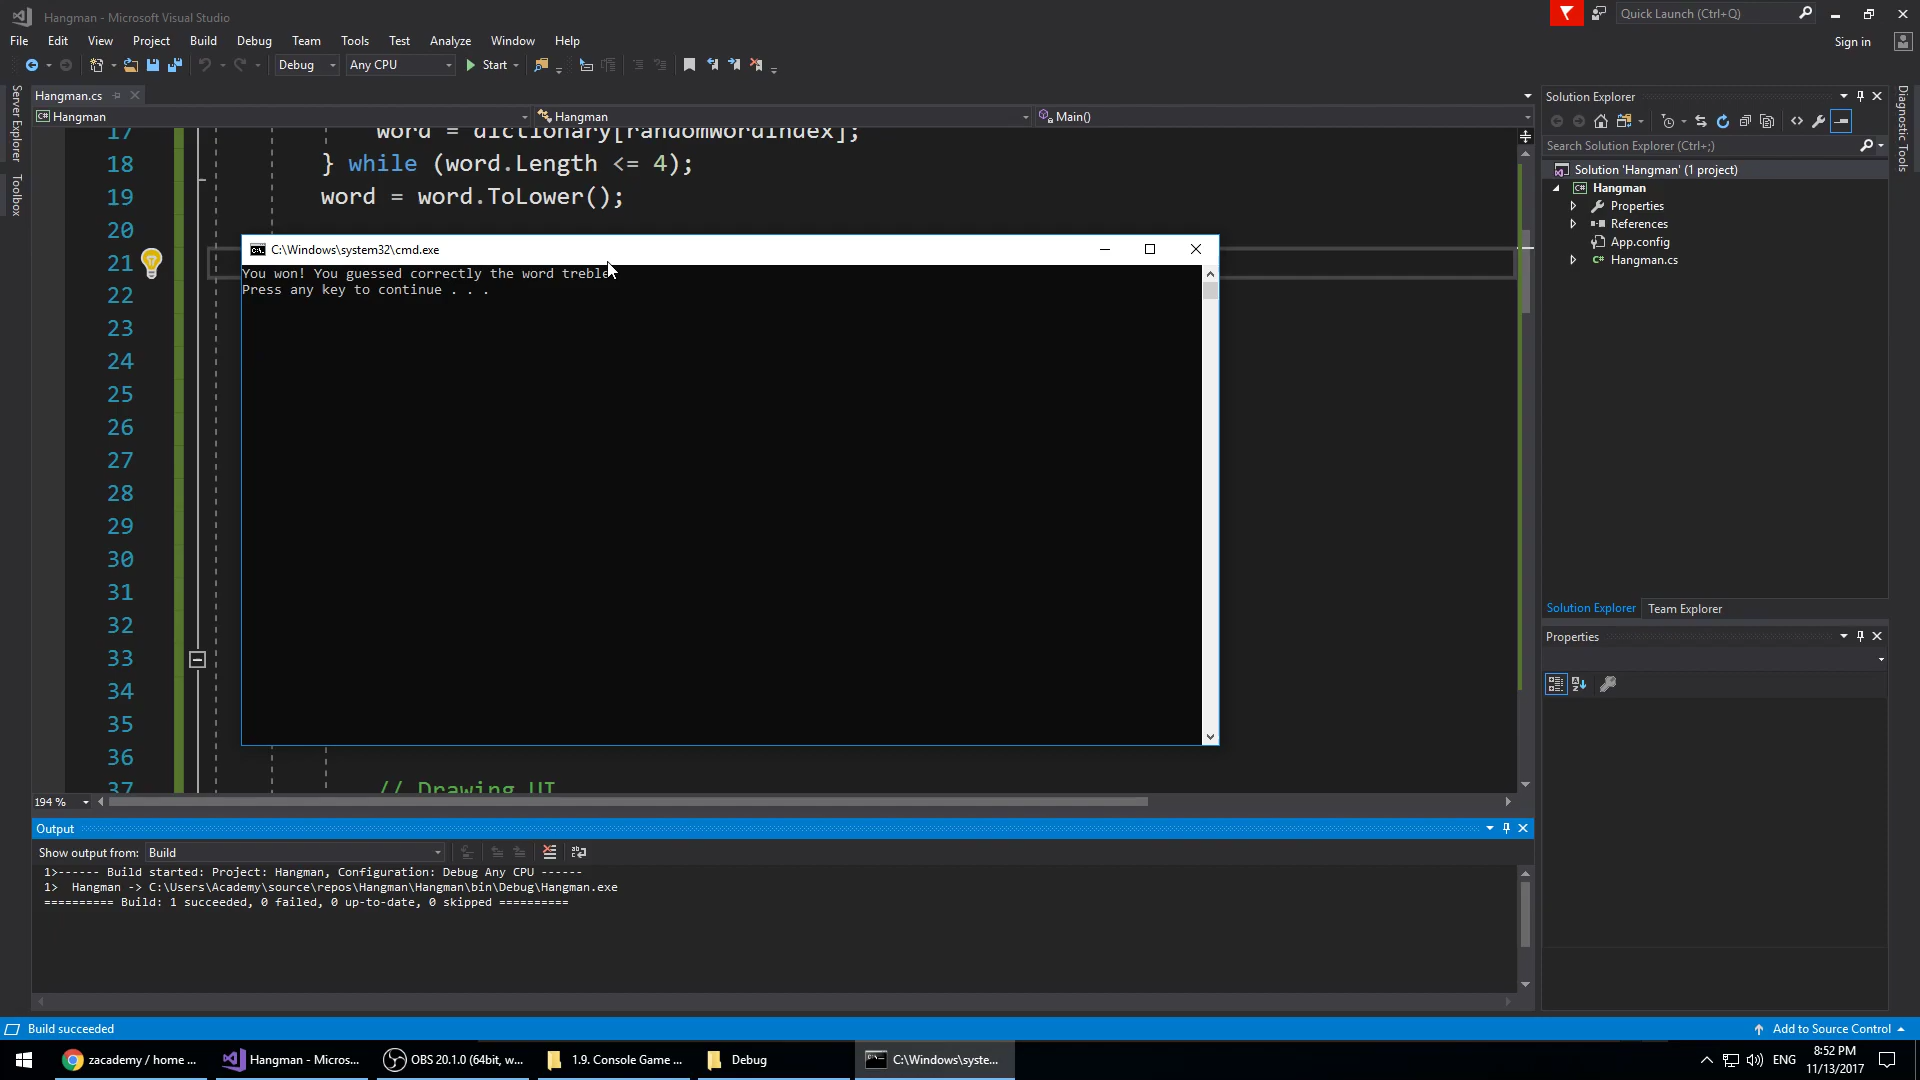 Hangman - Microsoft Visual Studio
Quick Launch (Ctrl+Q)
File Edit View Project Build Debug Team Tools Test Analyze Window Help
Sign in
Debug Any CPU Start
Server Explorer
Toolbox
Hangman.cs
Hangman Hangman Main()
17 word = dictionary[randomWordIndex];
18 } while (word.Length <= 4);
19 word = word.ToLower();
20
21
22
23
24
25
26
27
28
29
30
31
32
33
34
35
36
37 // Drawing UI
C:\Windows\system32\cmd.exe
You won! You guessed correctly the word treble
Press any key to continue . . .
194 %
Output
Show output from: Build
1>------ Build started: Project: Hangman, Configuration: Debug Any CPU ------
1>  Hangman -> C:\Users\Academy\source\repos\Hangman\Hangman\bin\Debug\Hangman.exe
========== Build: 1 succeeded, 0 failed, 0 up-to-date, 0 skipped ==========
Solution Explorer
Search Solution Explorer (Ctrl+;)
Solution 'Hangman' (1 project)
Hangman
Properties
References
App.config
Hangman.cs
Solution Explorer Team Explorer
Properties
Diagnostic Tools
Build succeeded
Add to Source Control
zacademy / home ...
Hangman - Micros...
OBS 20.1.0 (64bit, w...
1.9. Console Game ...
Debug
C:\Windows\syste...
ENG
8:52 PM
11/13/2017